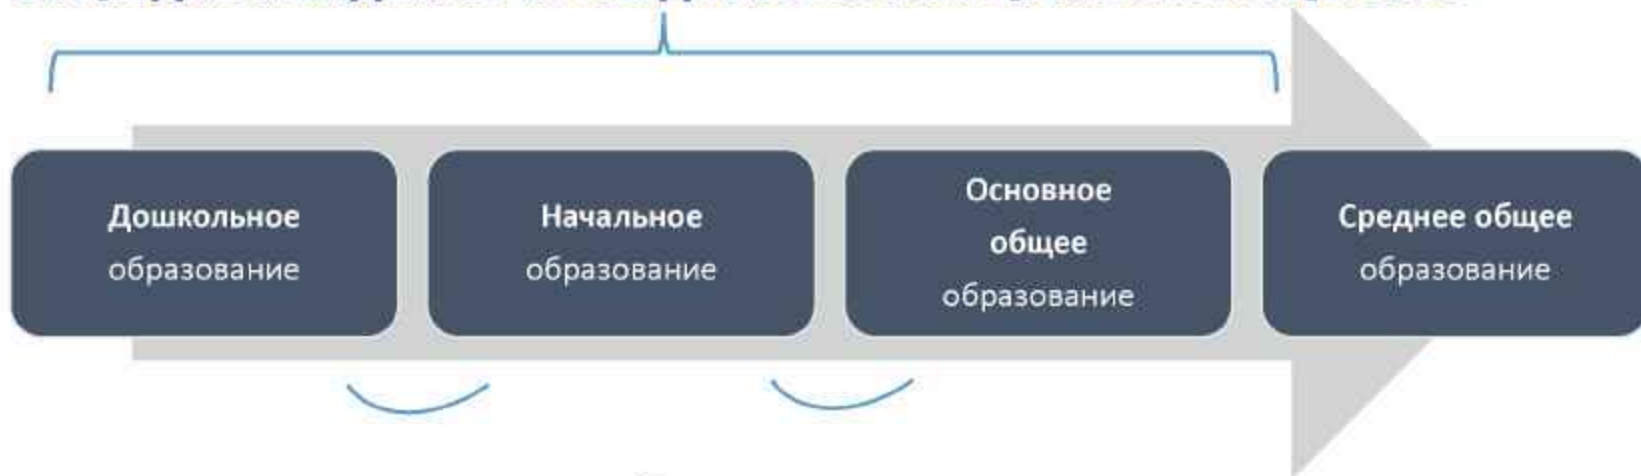 Дошкольное
образование
Начальное
образование
Основное
общее
образование
Среднее общее
образование